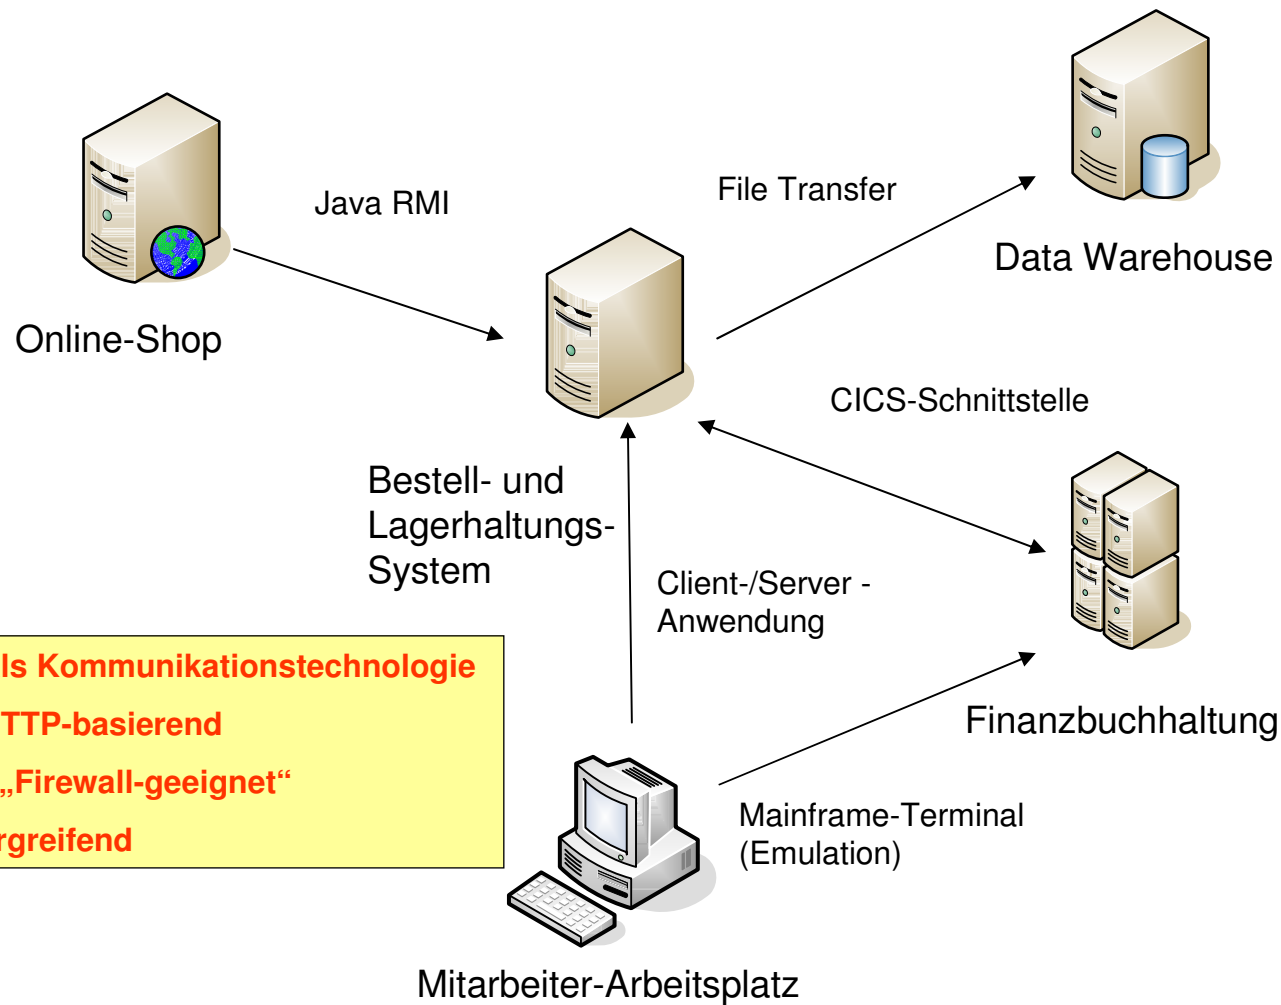 Java RMI
File Transfer
Data Warehouse
Online-Shop
CICS-Schnittstelle
Bestell- und
Lagerhaltungs-
System
Client-/Server -
Anwendung
ls Kommunikationstechnologie
TTP-basierend
„Firewall-geeignet“
rgreifend
Finanzbuchhaltung
Mainframe-Terminal
(Emulation)
Mitarbeiter-Arbeitsplatz